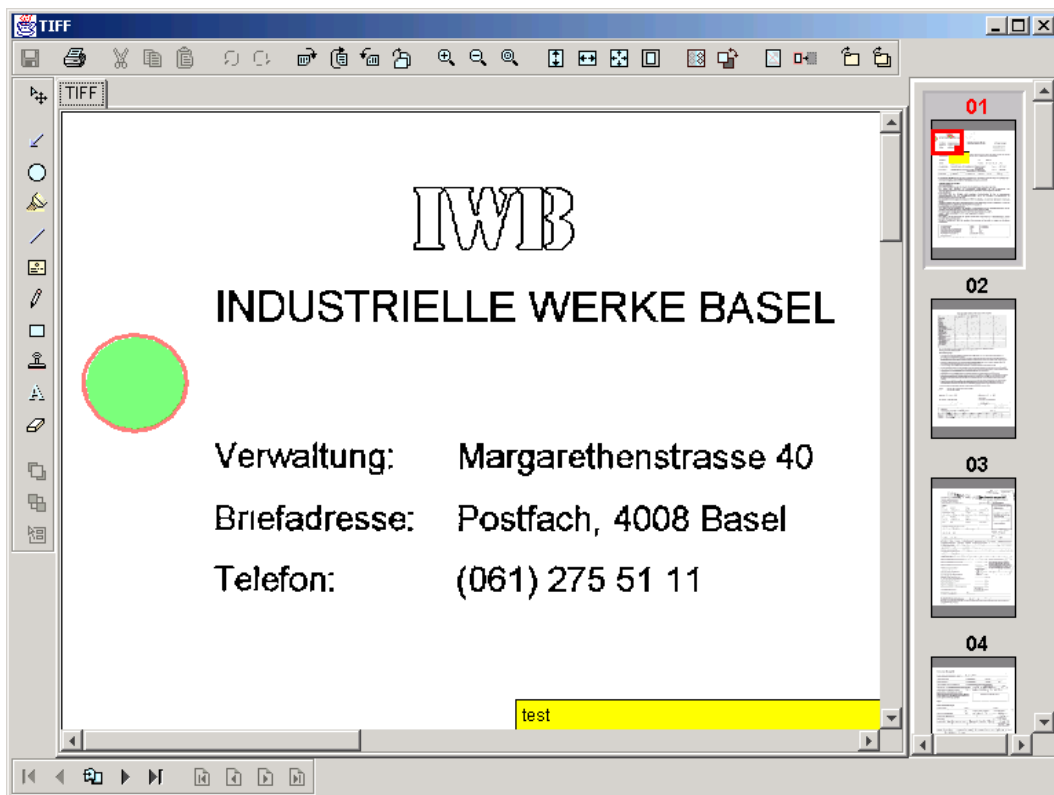 TIFF
TIFF
IWB
INDUSTRIELLE WERKE BASEL
Verwaltung: Margarethenstrasse 40
Briefadresse: Postfach, 4008 Basel
Telefon: (061) 275 51 11
test
01
02
03
04